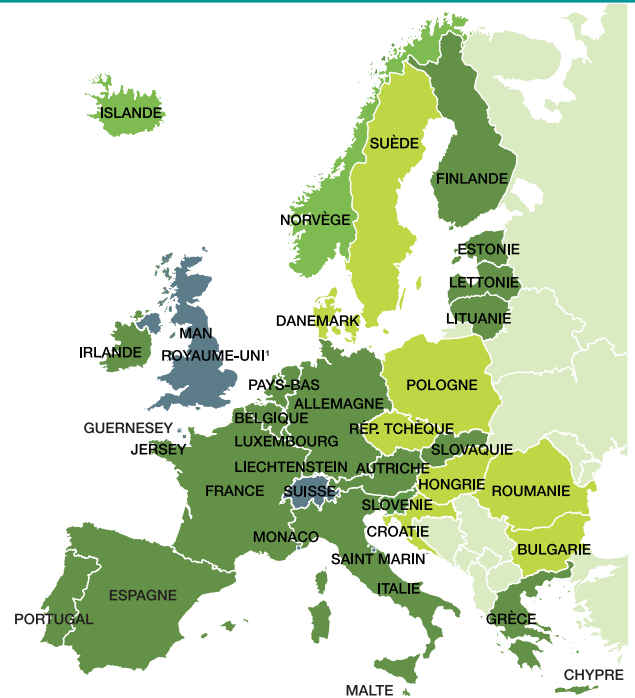 ISLANDE
SUÈDE
FINLANDE
NORVÈGE
ESTONIE
LETTONIE
LITUANIE
DANEMARK
MAN
IRLANDE
ROYAUME-UNI¹
PAYS-BAS
POLOGNE
ALLEMAGNE
BELGIQUE
GUERNESEY
RÉP. TCHÈQUE
LUXEMBOURG
JERSEY
SLOVAQUIE
LIECHTENSTEIN
AUTRICHE
HONGRIE
FRANCE
SUISSE
ROUMANIE
SLOVENIE
CROATIE
MONACO
BULGARIE
SAINT MARIN
ITALIE
ESPAGNE
PORTUGAL
GRÈCE
CHYPRE
MALTE